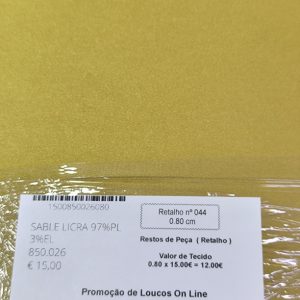 1500850026080
SABLE LICRA 97%PL
3%EL
850.026
€ 15,00
Retalho nº 044
0.80 cm
Restos de Peça ( Retalho )
Valor de Tecido
0.80 x 15.00€ = 12.00€
Promoção de Loucos On Line